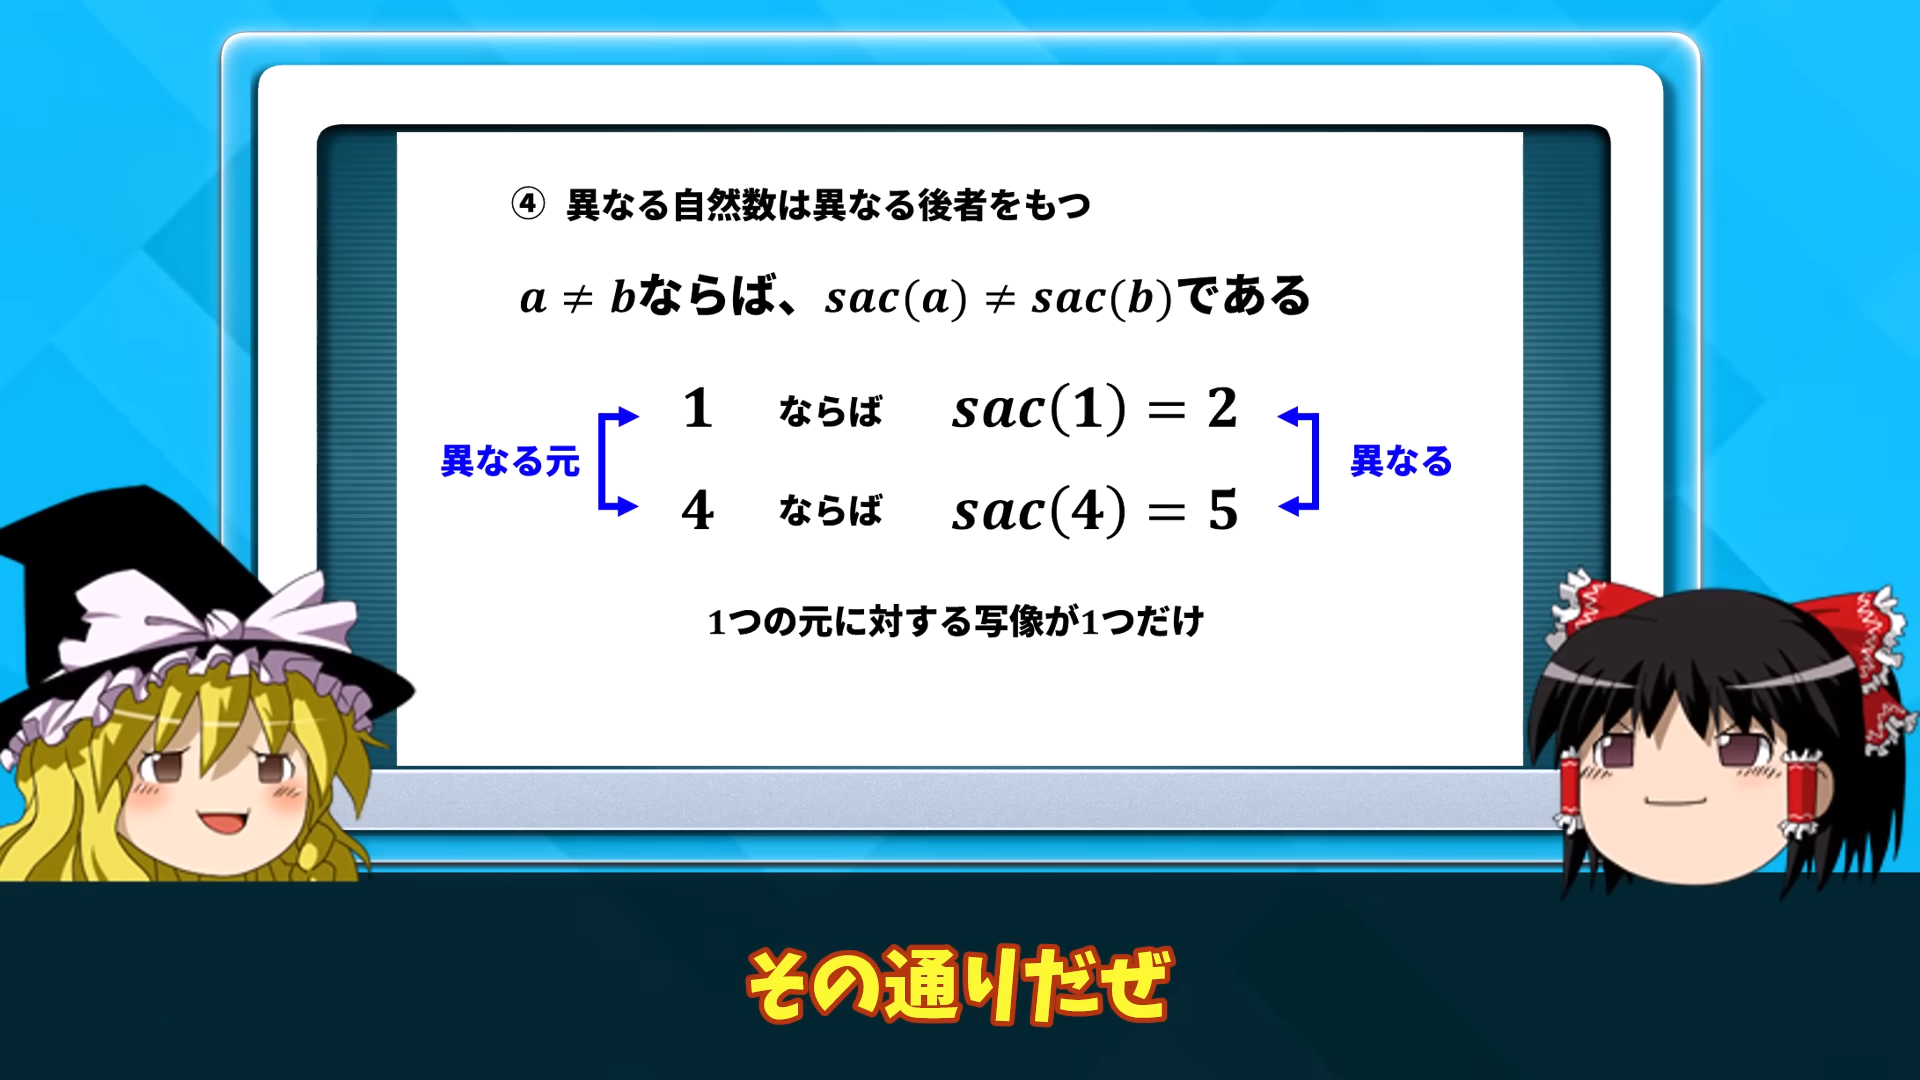 ④ 異なる自然数は異なる後者をもつ
a ≠ bならば、sac(a) ≠ sac(b)である
1 ならば sac(1) = 2
異なる元 異なる
4 ならば sac(4) = 5
1つの元に対する写像が1つだけ
その通りだぜ